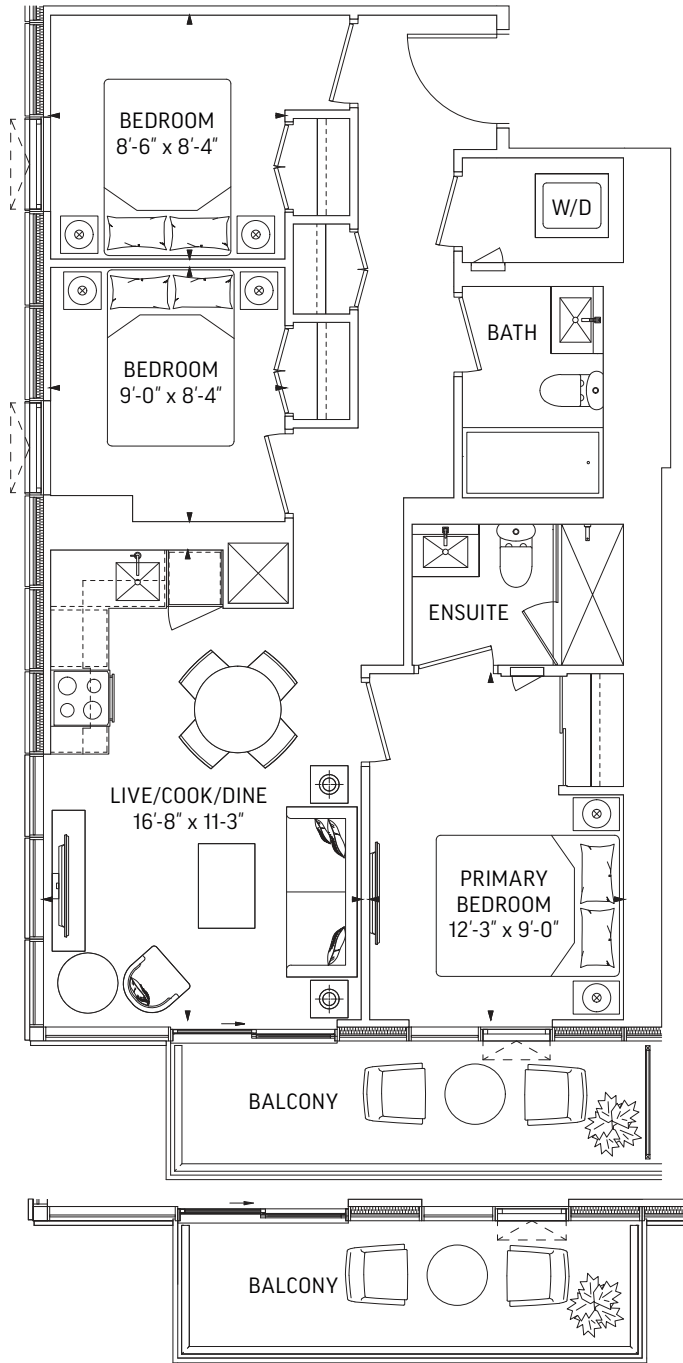 BEDROOM
8'-6" x 8'-4"
W/D
BATH
BEDROOM
9'-0" x 8'-4"
ENSUITE
LIVE/COOK/DINE
16'-8" x 11-3"
PRIMARY
BEDROOM
12'-3" x 9'-0"
BALCONY
BALCONY